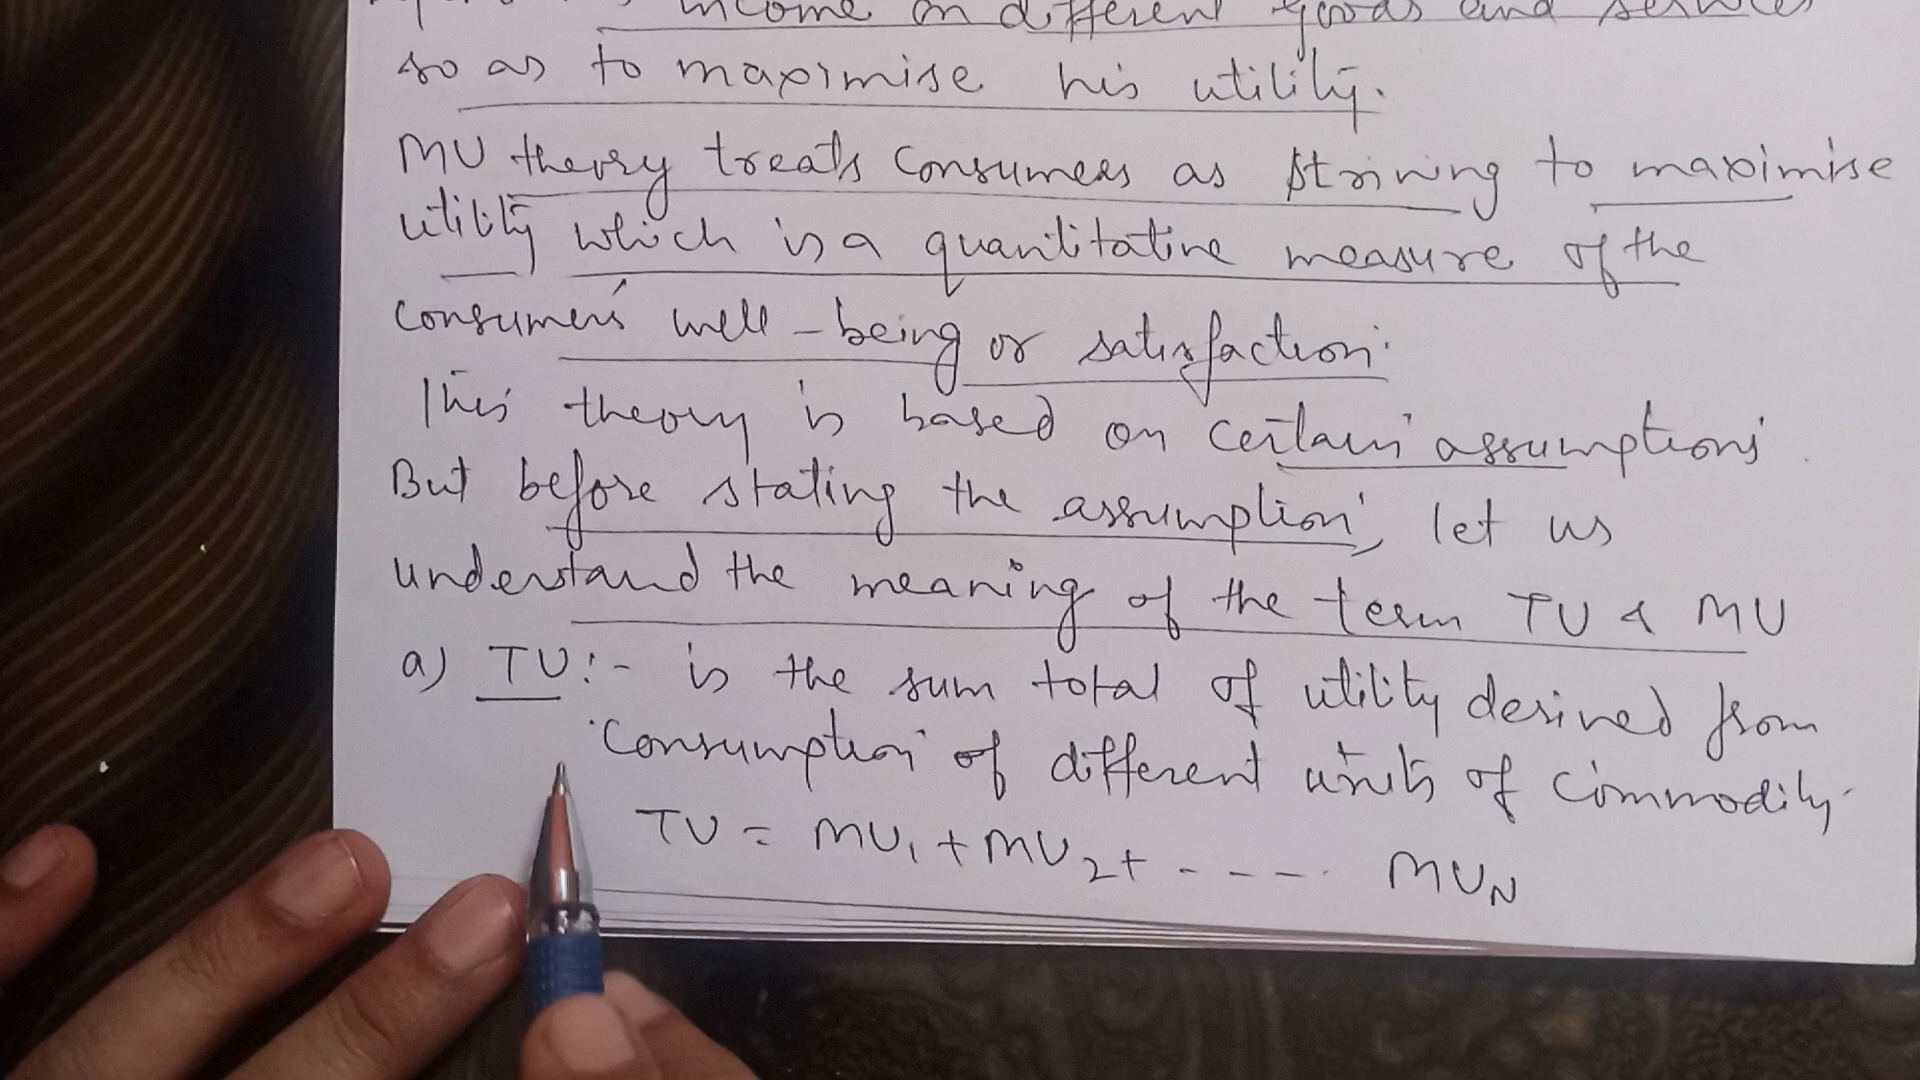 income on different goods and services
so as to maximise his utility.
MU theory treats consumers as striving to maximise
utility which is a quantitative measure of the
consumer's well-being or satisfaction.
This theory is based on certain assumptions.
But before stating the assumption, let us
understand the meaning of the term TU & MU
a) TU:- is the sum total of utility desired from
consumption of different units of commodity.
TU = MU1 + MU2 + - - - - MUN